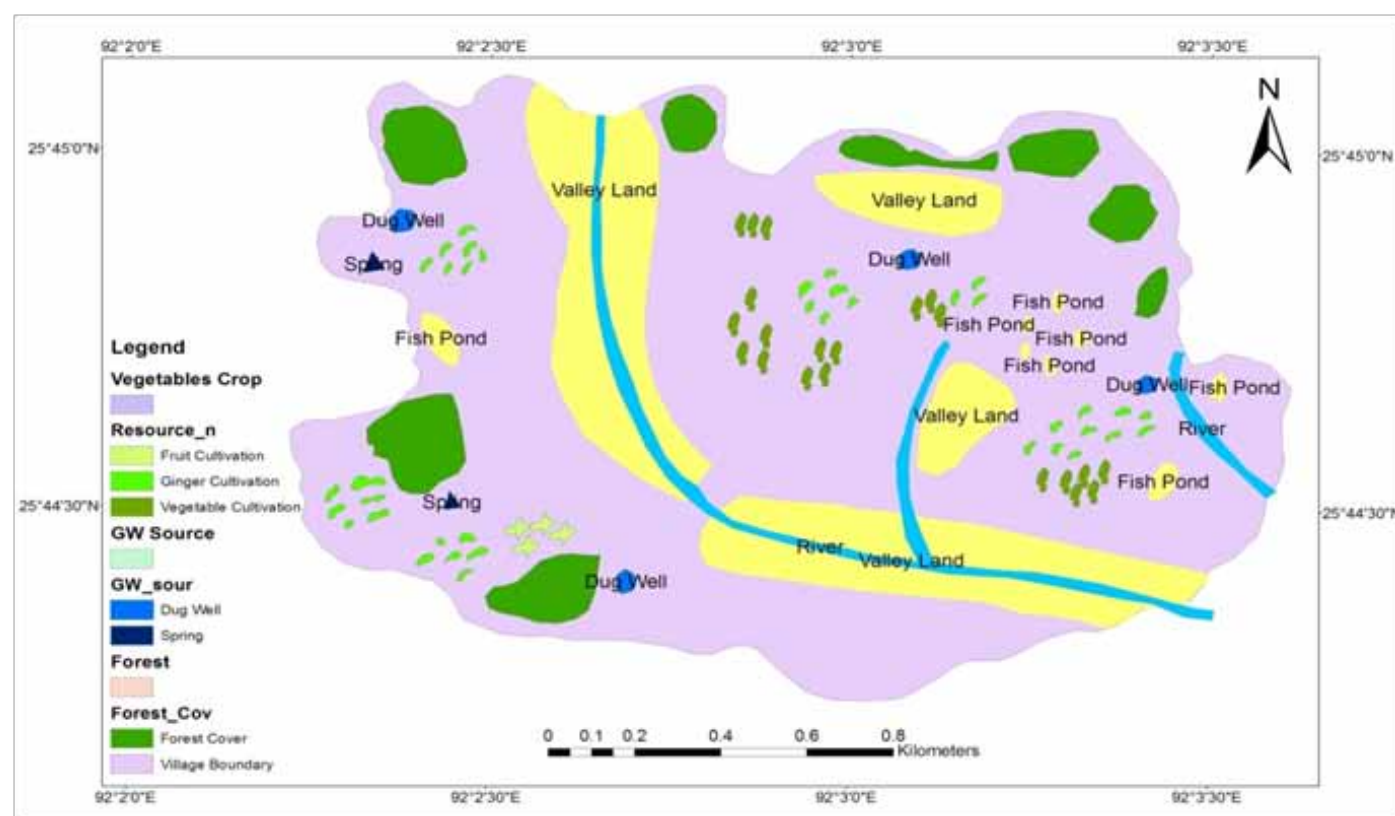 92°2'0"E
92°2'30"E
92°3'0"E
92°3'30"E
N
25°45'0"N
25°45'0"N
Valley Land
Valley Land
Dug Well
Spring
Dug Well
Fish Pond
Fish Pond
Fish Pond
Fish Pond
Fish Pond
Dug Well
Fish Pond
Valley Land
River
Fish Pond
Spring
25°44'30"N
25°44'30"N
River
Valley Land
Dug Well
Legend
Vegetables Crop
Resource_n
Fruit Cultivation
Ginger Cultivation
Vegetable Cultivation
GW Source
GW_sour
Dug Well
Spring
Forest
Forest_Cov
Forest Cover
Village Boundary
0 0.1 0.2 0.4 0.6 0.8
Kilometers
92°2'0"E
92°2'30"E
92°3'0"E
92°3'30"E